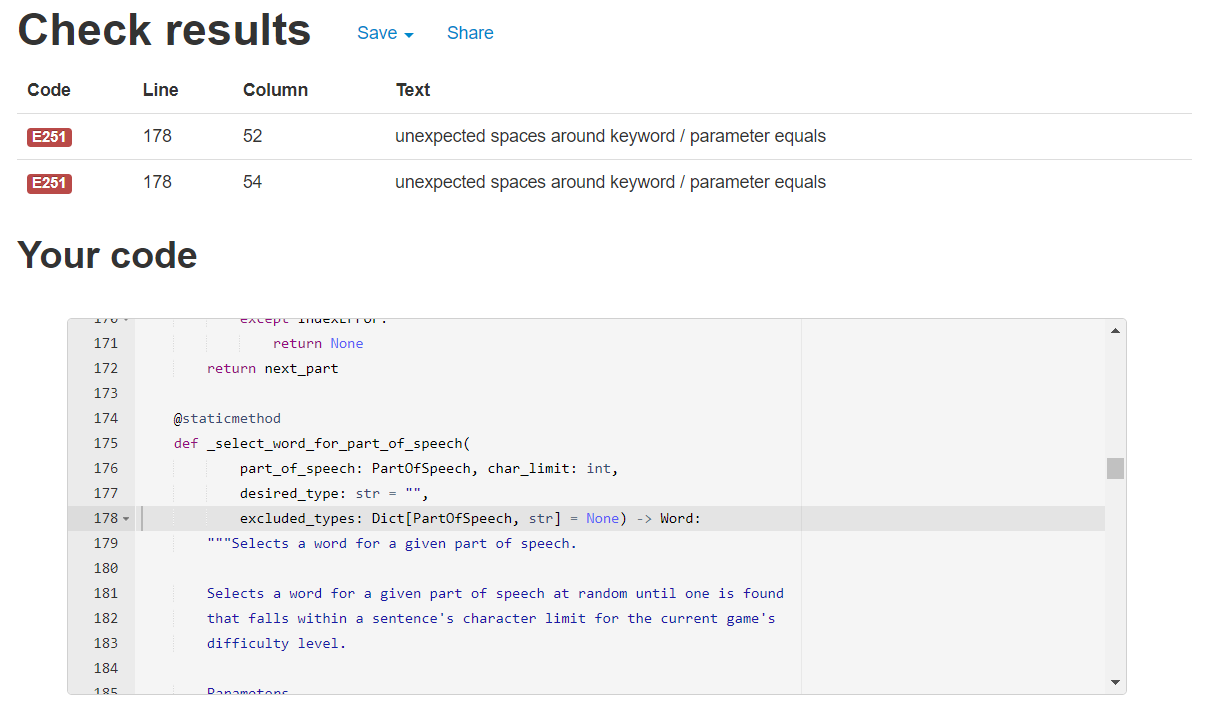 Check results Save Share
Code Line Column Text
E251 178 52 unexpected spaces around keyword / parameter equals
E251 178 54 unexpected spaces around keyword / parameter equals
Your code
170 except IndexError:
171 return None
172 return next_part
173
174 @staticmethod
175 def _select_word_for_part_of_speech(
176 part_of_speech: PartOfSpeech, char_limit: int,
177 desired_type: str = "",
178 excluded_types: Dict[PartOfSpeech, str] = None) -> Word:
179 """Selects a word for a given part of speech.
180
181 Selects a word for a given part of speech at random until one is found
182 that falls within a sentence's character limit for the current game's
183 difficulty level.
184
185 Parameters